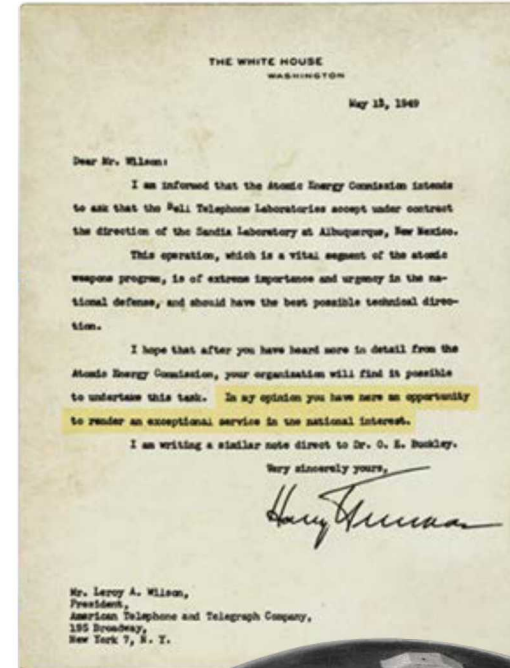 THE WHITE HOUSE
WASHINGTON
May 13, 1949
Dear Mr. Wilson:
I am informed that the Atomic Energy Commission intends
to ask that the Bell Telephone Laboratories accept under contract
the direction of the Sandia Laboratory at Albuquerque, New Mexico.
This operation, which is a vital segment of the atomic
weapons program, is of extreme importance and urgency in the na-
tional defense, and should have the best possible technical direc-
tion.
I hope that after you have heard more in detail from the
Atomic Energy Commission, your organization will find it possible
to undertake this task. In my opinion you have here an opportunity
to render an exceptional service in the national interest.
I am writing a similar note direct to Dr. O. E. Buckley.
Very sincerely yours,
Harry Truman
Mr. Leroy A. Wilson,
President,
American Telephone and Telegraph Company,
195 Broadway,
New York 7, N. Y.